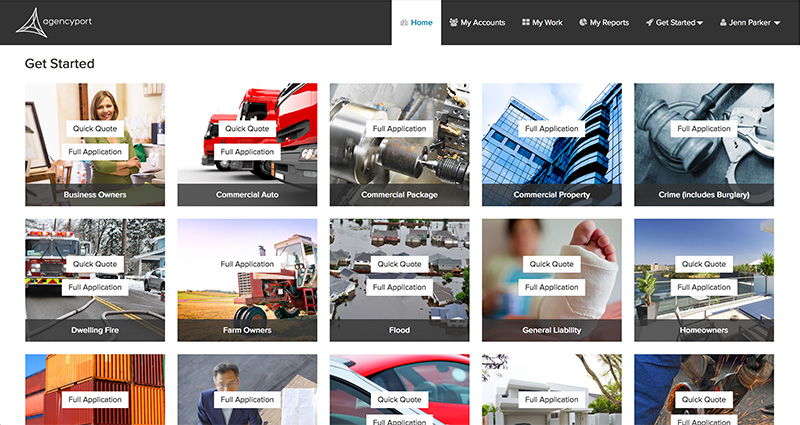 agencyport
Home
My Accounts
My Work
My Reports
Get Started
Jenn Parker
Get Started
Quick Quote
Full Application
Business Owners
Quick Quote
Full Application
Commercial Auto
Full Application
Commercial Package
Full Application
Commercial Property
Full Application
Crime (includes Burglary)
Quick Quote
Full Application
Dwelling Fire
Full Application
Farm Owners
Quick Quote
Full Application
Flood
Quick Quote
Full Application
General Liability
Quick Quote
Full Application
Homeowners
Full Application
Full Application
Quick Quote
Full Application
Full Application
Quick Quote
Full Application